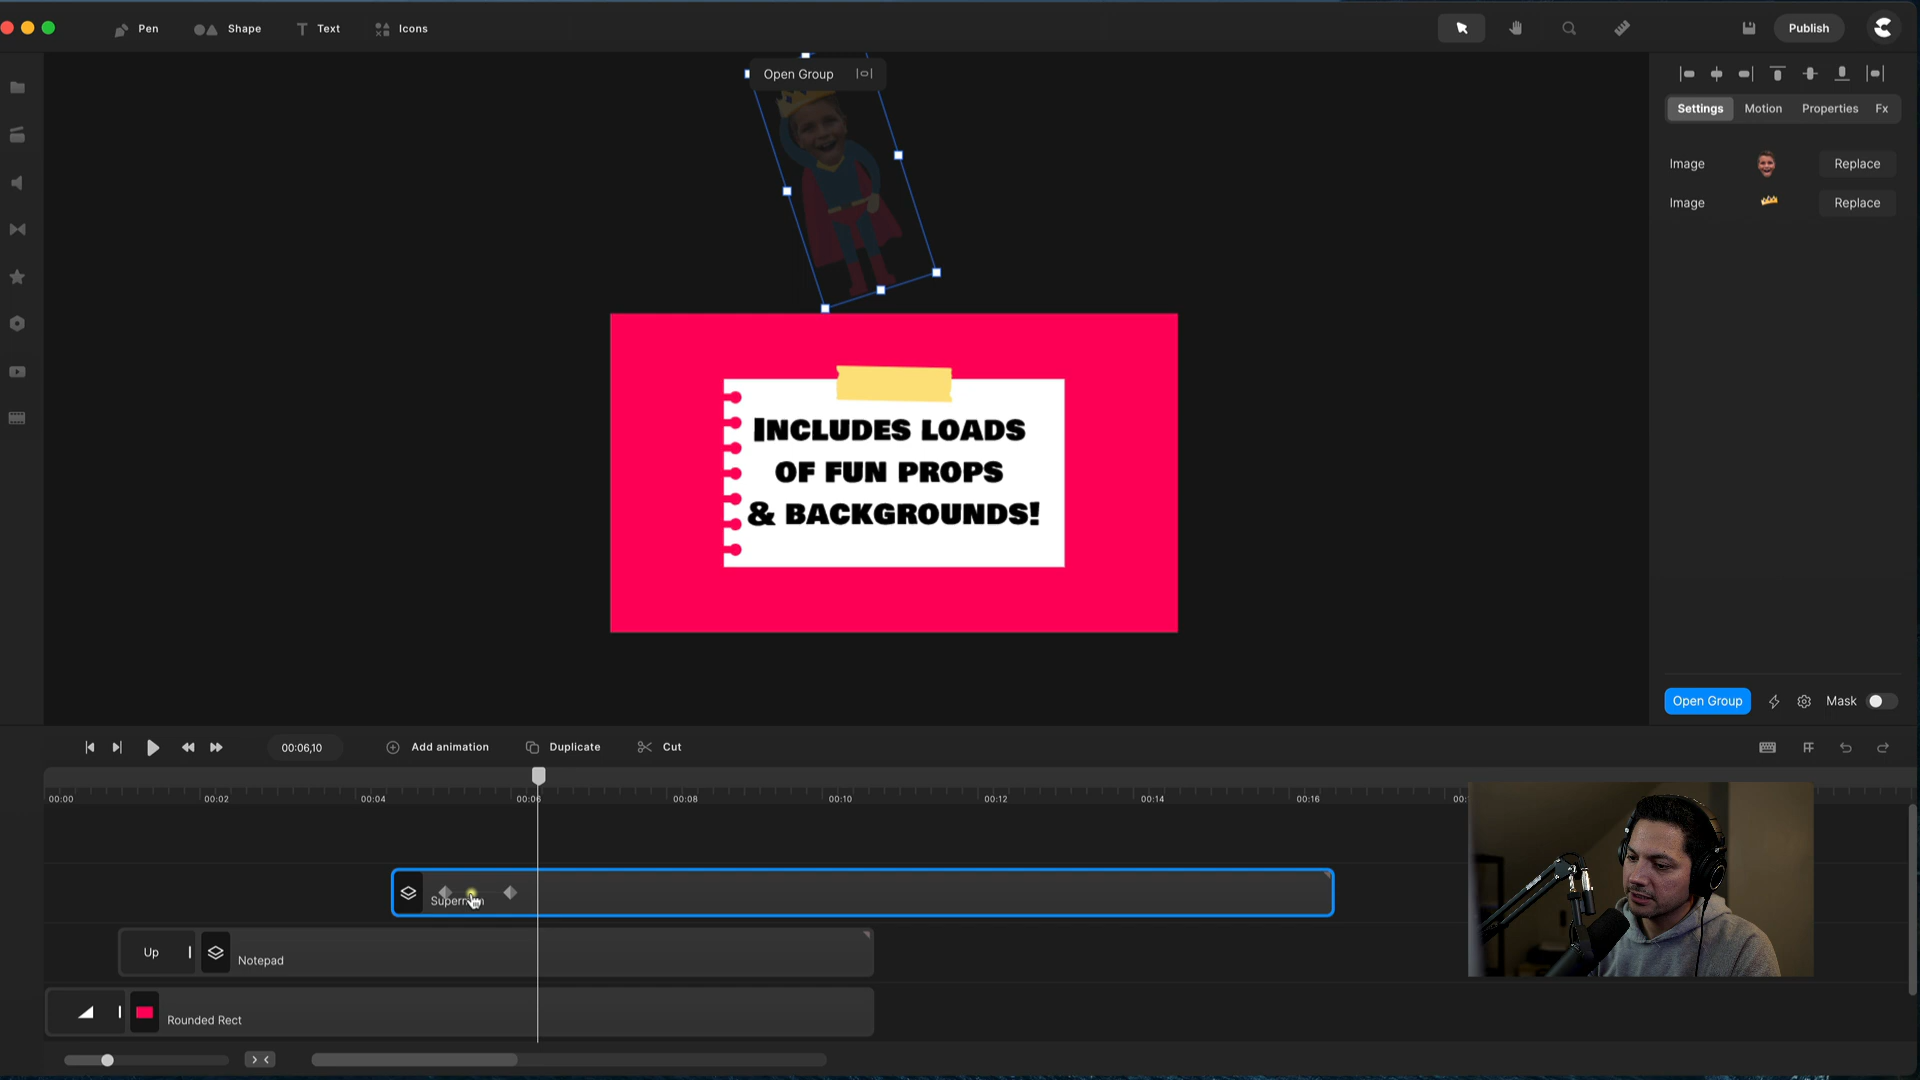 Pen
Shape
Text
Icons
Publish
Open Group
Settings
Motion
Properties
Fx
Image
Replace
Image
Replace
INCLUDES LOADS
OF FUN PROPS
& BACKGROUNDS!
Open Group
Mask
00:06,10
Add animation
Duplicate
Cut
00:00
00:02
00:04
00:06
00:08
00:10
00:12
00:14
00:16
Up
Notepad
Rounded Rect